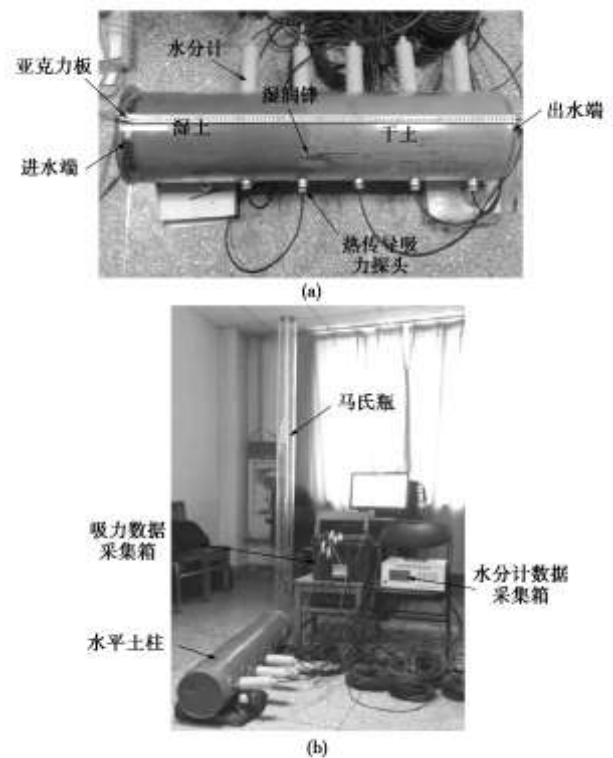 水分计
亚克力板
湿润锋
湿土
干土
出水端
进水端
热传导吸
力探头
(a)
马氏瓶
吸力数据
采集箱
水分计数据
采集箱
水平土柱
(b)